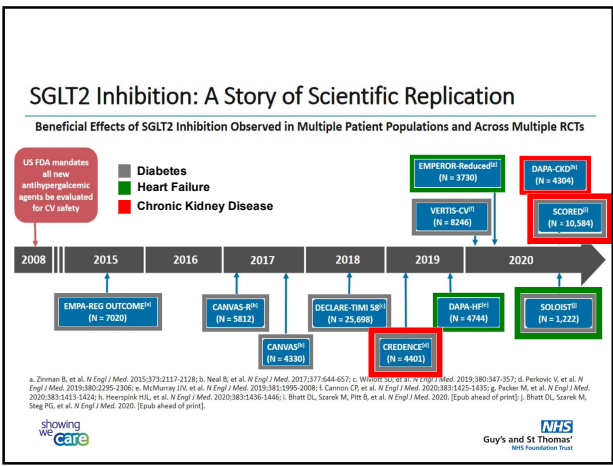 SGLT2 Inhibition: A Story of Scientific Replication
Beneficial Effects of SGLT2 Inhibition Observed in Multiple Patient Populations and Across Multiple RCTs
US FDA mandates
all new
antihypergalcemic
agents be evaluated
for CV safety
Diabetes
Heart Failure
Chronic Kidney Disease
EMPEROR-Reduced[g]
(N = 3730)
DAPA-CKD[h]
(N = 4304)
VERTIS-CV[f]
(N = 8246)
SCORED[i]
(N = 10,584)
2008
2015
2016
2017
2018
2019
2020
EMPA-REG OUTCOME[a]
(N = 7020)
CANVAS-R[b]
(N = 5812)
DECLARE-TIMI 58[c]
(N = 25,698)
DAPA-HF[e]
(N = 4744)
SOLOIST[j]
(N = 1,222)
CANVAS[b]
(N = 4330)
CREDENCE[d]
(N = 4401)
a. Zinman B, et al. N Engl J Med. 2015;373:2117-2128; b. Neal B, et al. N Engl J Med. 2017;377:644-657; c. Wiviott SD, et al. N Engl J Med. 2019;380:347-357; d. Perkovic V, et al. N
Engl J Med. 2019;380:2295-2306; e. McMurray JJV, et al. N Engl J Med. 2019;381:1995-2008; f. Cannon CP, et al. N Engl J Med. 2020;383:1425-1435; g. Packer M, et al. N Engl J Med.
2020;383:1413-1424; h. Heerspink HJL, et al. N Engl J Med. 2020;383:1436-1446; i. Bhatt DL, Szarek M, Pitt B, et al. N Engl J Med. 2020. [Epub ahead of print]; j. Bhatt DL, Szarek M,
Steg PG, et al. N Engl J Med. 2020. [Epub ahead of print].
showing
we care
NHS
Guy's and St Thomas'
NHS Foundation Trust